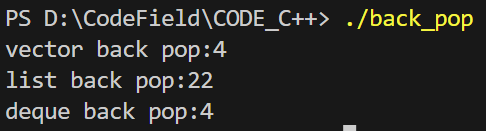 PS D:\CodeField\CODE_C++> ./back_pop
vector back pop:4
list back pop:22
deque back pop:4